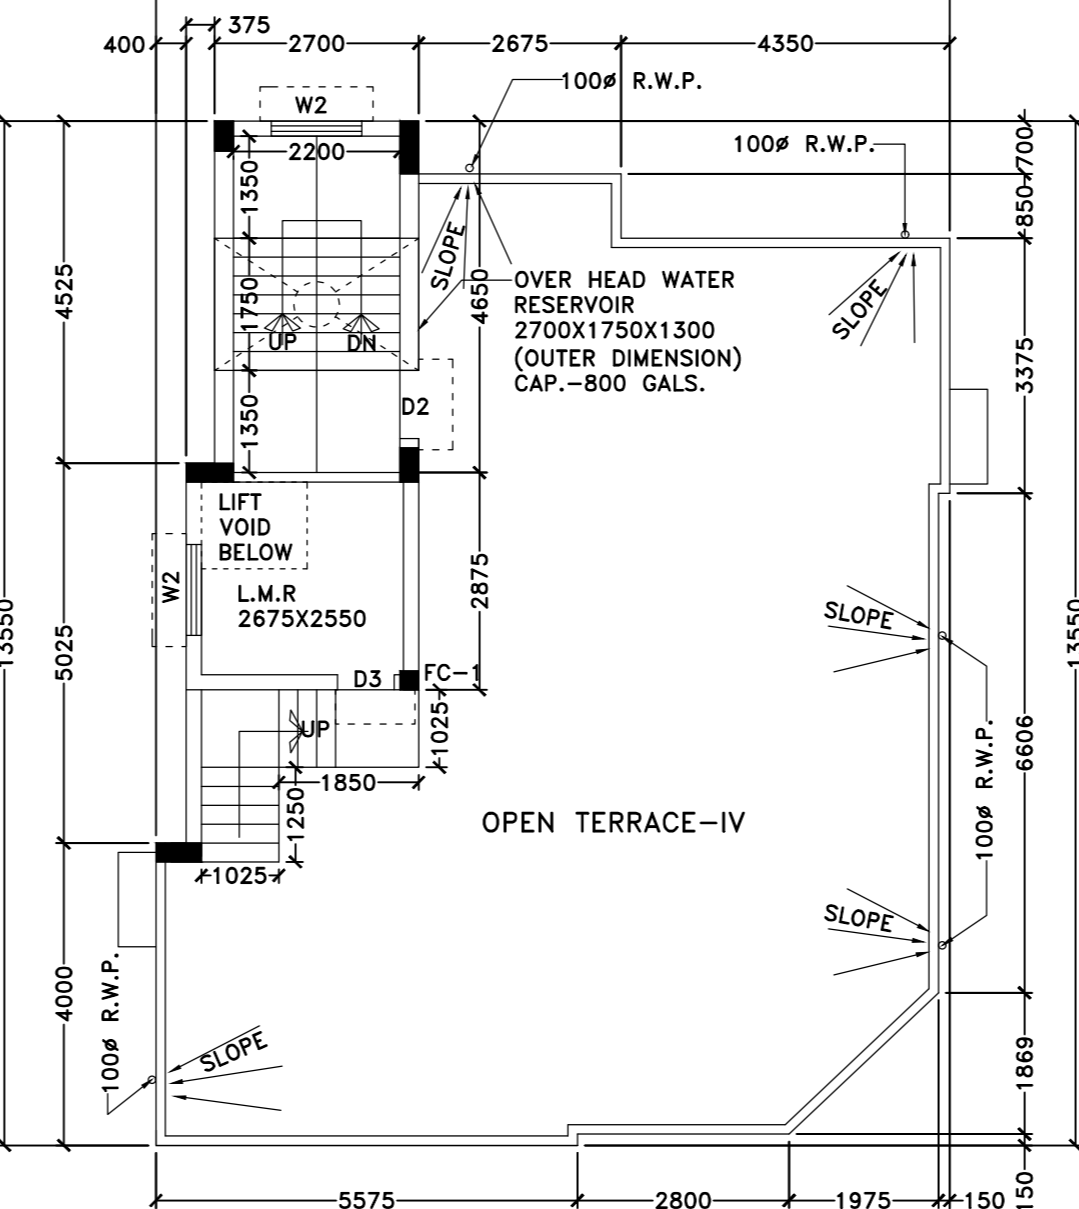 375
400
2700
2675
4350
W2
100ø R.W.P.
100ø R.W.P.
2200
700
850
1350
SLOPE
4525
1750
4650
OVER HEAD WATER
RESERVOIR
2700X1750X1300
(OUTER DIMENSION)
CAP.-800 GALS.
SLOPE
UP
DN
3375
1350
D2
LIFT
VOID
BELOW
W2
L.M.R
2675X2550
2875
13550
5025
13550
SLOPE
D3
FC-1
UP
1025
6606
100ø R.W.P.
1850
1250
OPEN TERRACE-IV
1025
SLOPE
4000
100ø R.W.P.
SLOPE
1869
150
5575
2800
1975
150